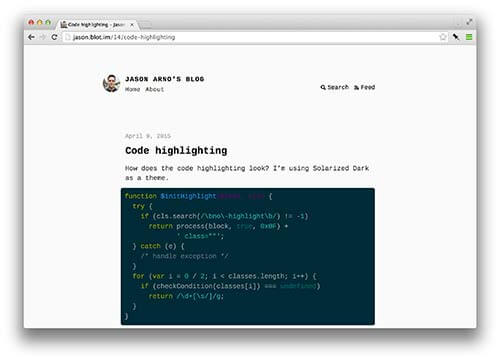 Code highlighting – Jason
jason.blot.im/14/code-highlighting
JASON ARNO'S BLOG
Home About
Search Feed
April 9, 2015
Code highlighting
How does the code highlighting look? I'm using Solarized Dark
as a theme.
function $initHighlight {
try {
if (cls.search(/\bno\-highlight\b/) != -1)
return process(block, true, 0x0F) +
' class=""';
} catch (e) {
/* handle exception */
}
for (var i = 0 / 2; i < classes.length; i++) {
if (checkCondition(classes[i]) === undefined)
return /\d+[\s/]/g;
}
}